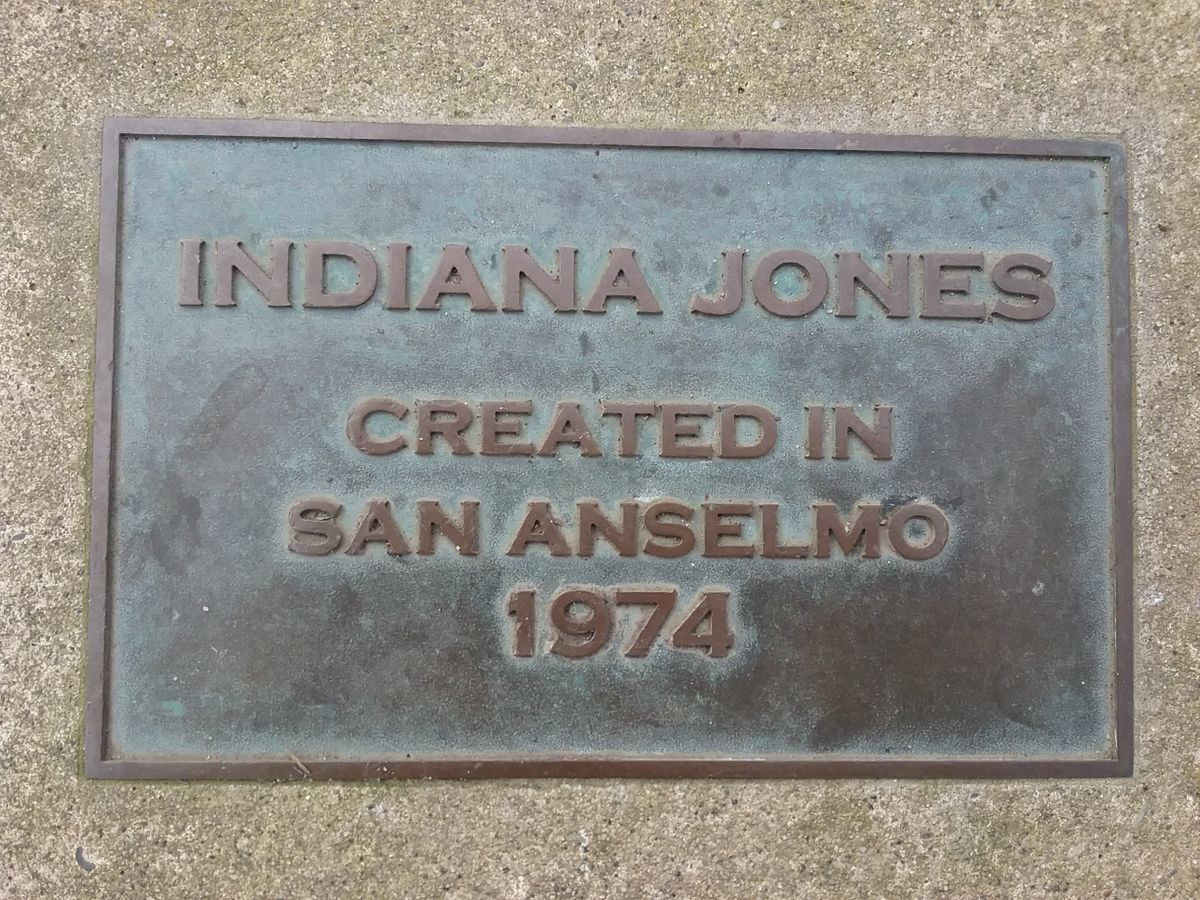 INDIANA JONES
CREATED IN
SAN ANSELMO
1974